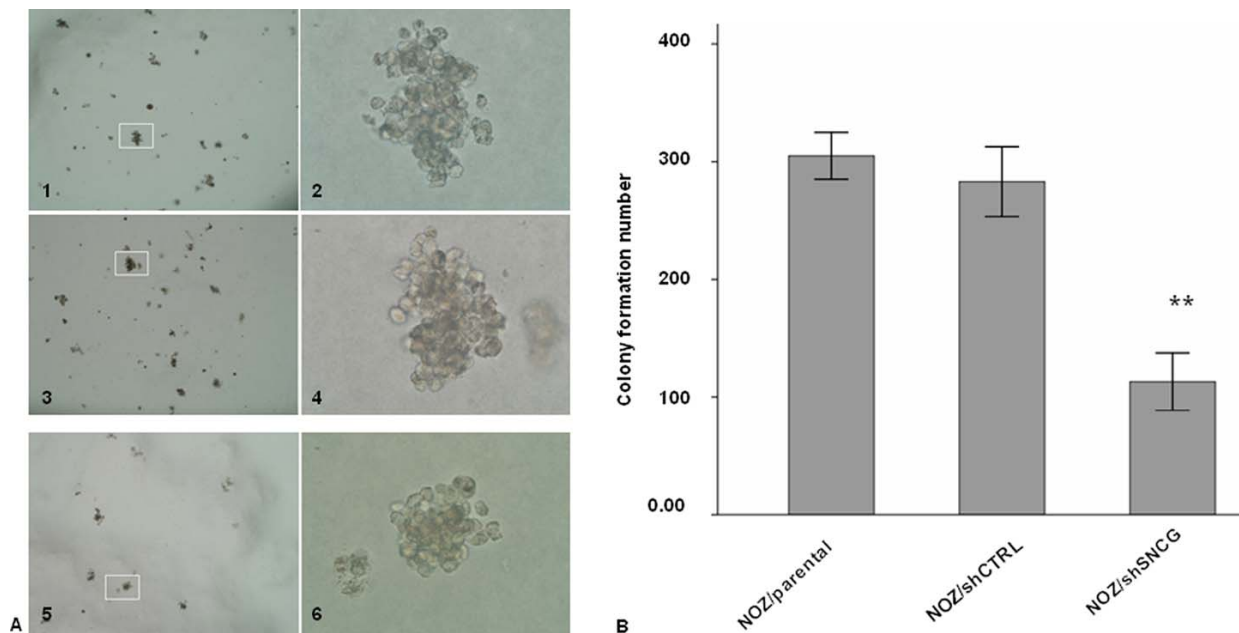 1
2
3
4
5
6
A
Colony formation number
400
300
200
100
0.00
**
NOZ/parental
NOZ/shCTRL
NOZ/shSNCG
B